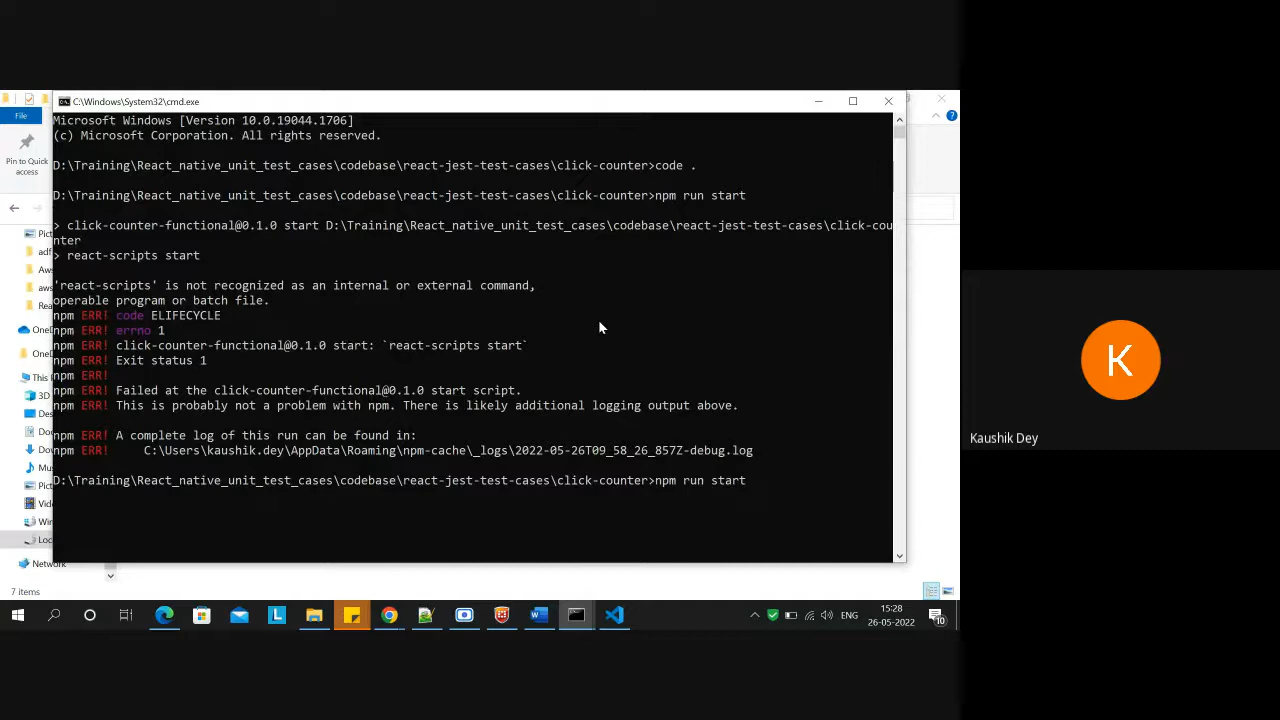 C:\Windows\System32\cmd.exe
File
Pin to Quick
access
Microsoft Windows [Version 10.0.19044.1706]
(c) Microsoft Corporation. All rights reserved.
D:\Training\React_native_unit_test_cases\codebase\react-jest-test-cases\click-counter>code .
D:\Training\React_native_unit_test_cases\codebase\react-jest-test-cases\click-counter>npm run start
> click-counter-functional@0.1.0 start D:\Training\React_native_unit_test_cases\codebase\react-jest-test-cases\click-cou
nter
> react-scripts start
'react-scripts' is not recognized as an internal or external command,
operable program or batch file.
npm ERR! code ELIFECYCLE
npm ERR! errno 1
npm ERR! click-counter-functional@0.1.0 start: `react-scripts start`
npm ERR! Exit status 1
npm ERR!
npm ERR! Failed at the click-counter-functional@0.1.0 start script.
npm ERR! This is probably not a problem with npm. There is likely additional logging output above.
npm ERR! A complete log of this run can be found in:
npm ERR!     C:\Users\kaushik.dey\AppData\Roaming\npm-cache\_logs\2022-05-26T09_58_26_857Z-debug.log
D:\Training\React_native_unit_test_cases\codebase\react-jest-test-cases\click-counter>npm run start
Pict
adf
Aws
aws
Rea
OneD
OneD
This
3D
Des
Doc
Dow
Mus
Pict
Vide
Win
Loc
Network
7 items
L
ENG
15:28
26-05-2022
10
K
Kaushik Dey